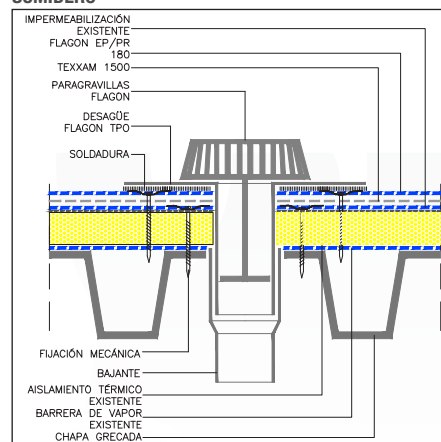 SUMIDERO
IMPERMEABILIZACIÓN
EXISTENTE
FLAGON EP/PR
180
TEXXAM 1500
PARAGRAVILLAS
FLAGON
DESAGÜE
FLAGON TPO
SOLDADURA
FIJACIÓN MECÁNICA
BAJANTE
AISLAMIENTO TÉRMICO
EXISTENTE
BARRERA DE VAPOR
EXISTENTE
CHAPA GRECADA